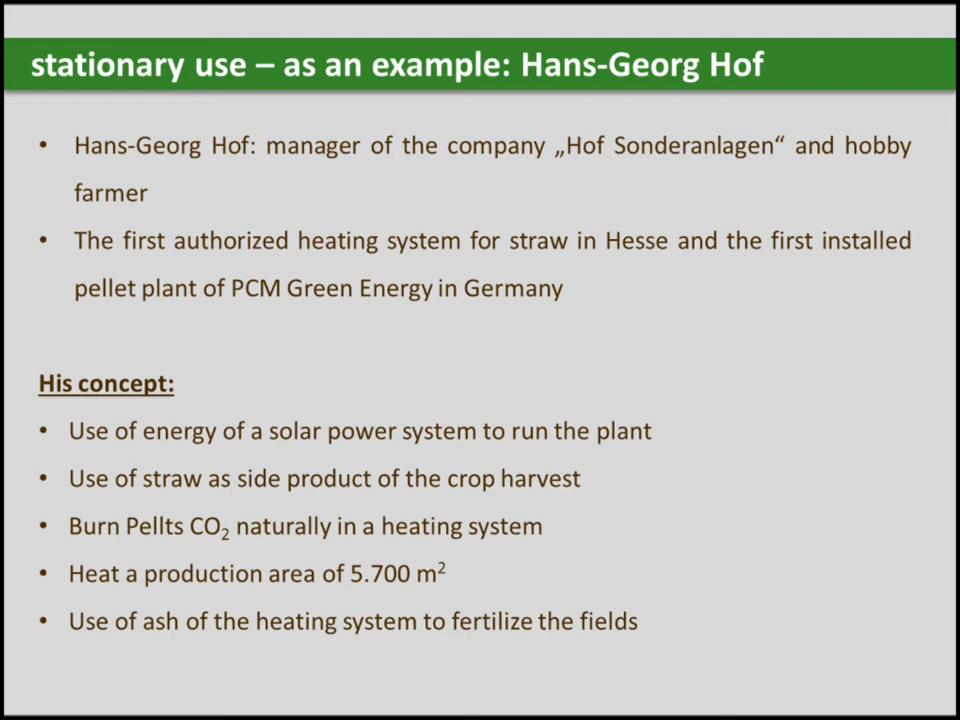 stationary use – as an example: Hans-Georg Hof
• Hans-Georg Hof: manager of the company „Hof Sonderanlagen“ and hobby
farmer
• The first authorized heating system for straw in Hesse and the first installed
pellet plant of PCM Green Energy in Germany
His concept:
• Use of energy of a solar power system to run the plant
• Use of straw as side product of the crop harvest
• Burn Pellts CO₂ naturally in a heating system
• Heat a production area of 5.700 m²
• Use of ash of the heating system to fertilize the fields